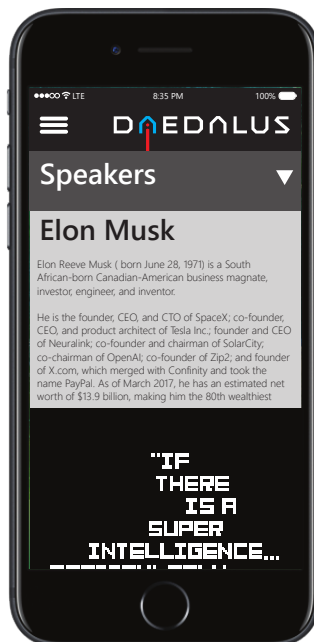 LTE 8:35 PM 100%
DAEDALUS
Speakers
Elon Musk
Elon Reeve Musk ( born June 28, 1971) is a South
African-born Canadian-American business magnate,
investor, engineer, and inventor.
He is the founder, CEO, and CTO of SpaceX; co-founder,
CEO, and product architect of Tesla Inc.; founder and CEO
of Neuralink; co-founder and chairman of SolarCity;
co-chairman of OpenAI; co-founder of Zip2; and founder
of X.com, which merged with Confinity and took the
name PayPal. As of March 2017, he has an estimated net
worth of $13.9 billion, making him the 80th wealthiest
"IF
THERE
IS A
SUPER
INTELLIGENCE...